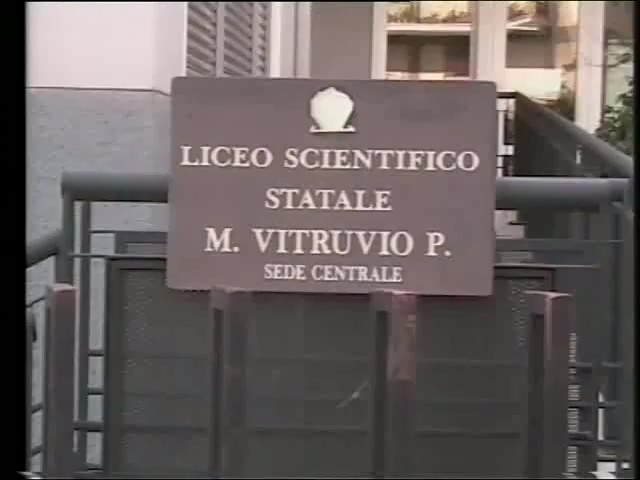 LICEO SCIENTIFICO
STATALE
M. VITRUVIO P.
SEDE CENTRALE